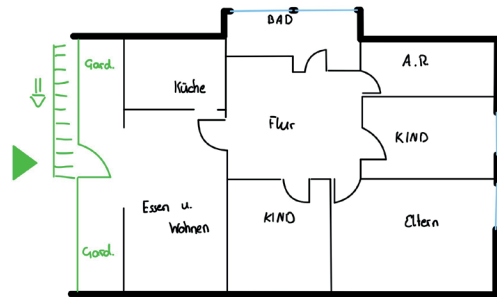 BAD
Gard.
Küche
A.R
Flur
KIND
Essen u.
Wohnen
KIND
Eltern
Gard.